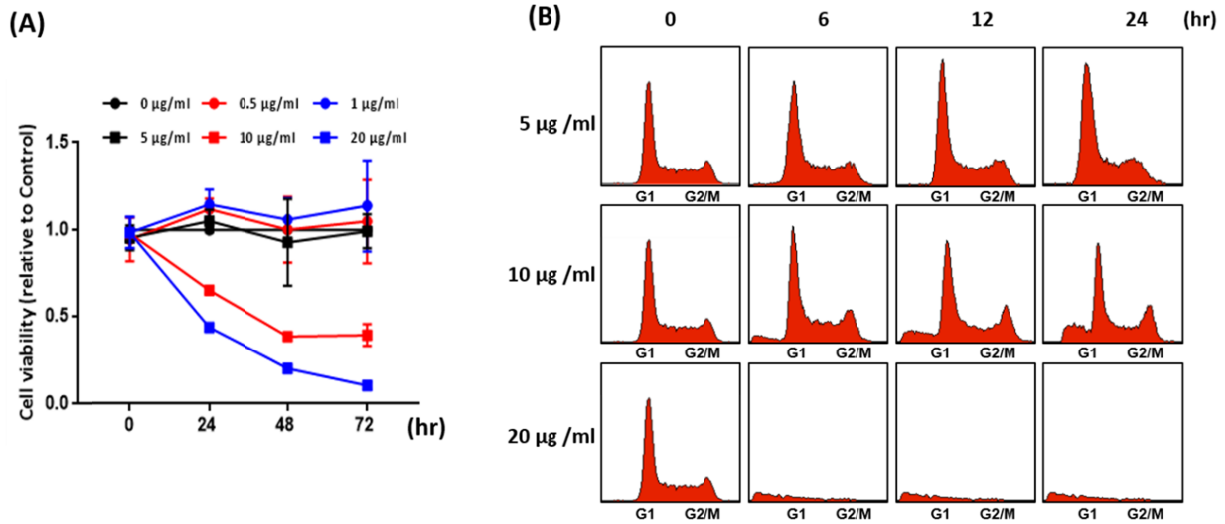 (A)
0 µg/ml 0.5 µg/ml 1 µg/ml
5 µg/ml 10 µg/ml 20 µg/ml
Cell viability (relative to Control)
1.5
1.0
0.5
0.0
0 24 48 72 (hr)
(B)
0 6 12 24 (hr)
5 µg /ml
G1 G2/M G1 G2/M G1 G2/M G1 G2/M
10 µg /ml
G1 G2/M G1 G2/M G1 G2/M G1 G2/M
20 µg /ml
G1 G2/M G1 G2/M G1 G2/M G1 G2/M